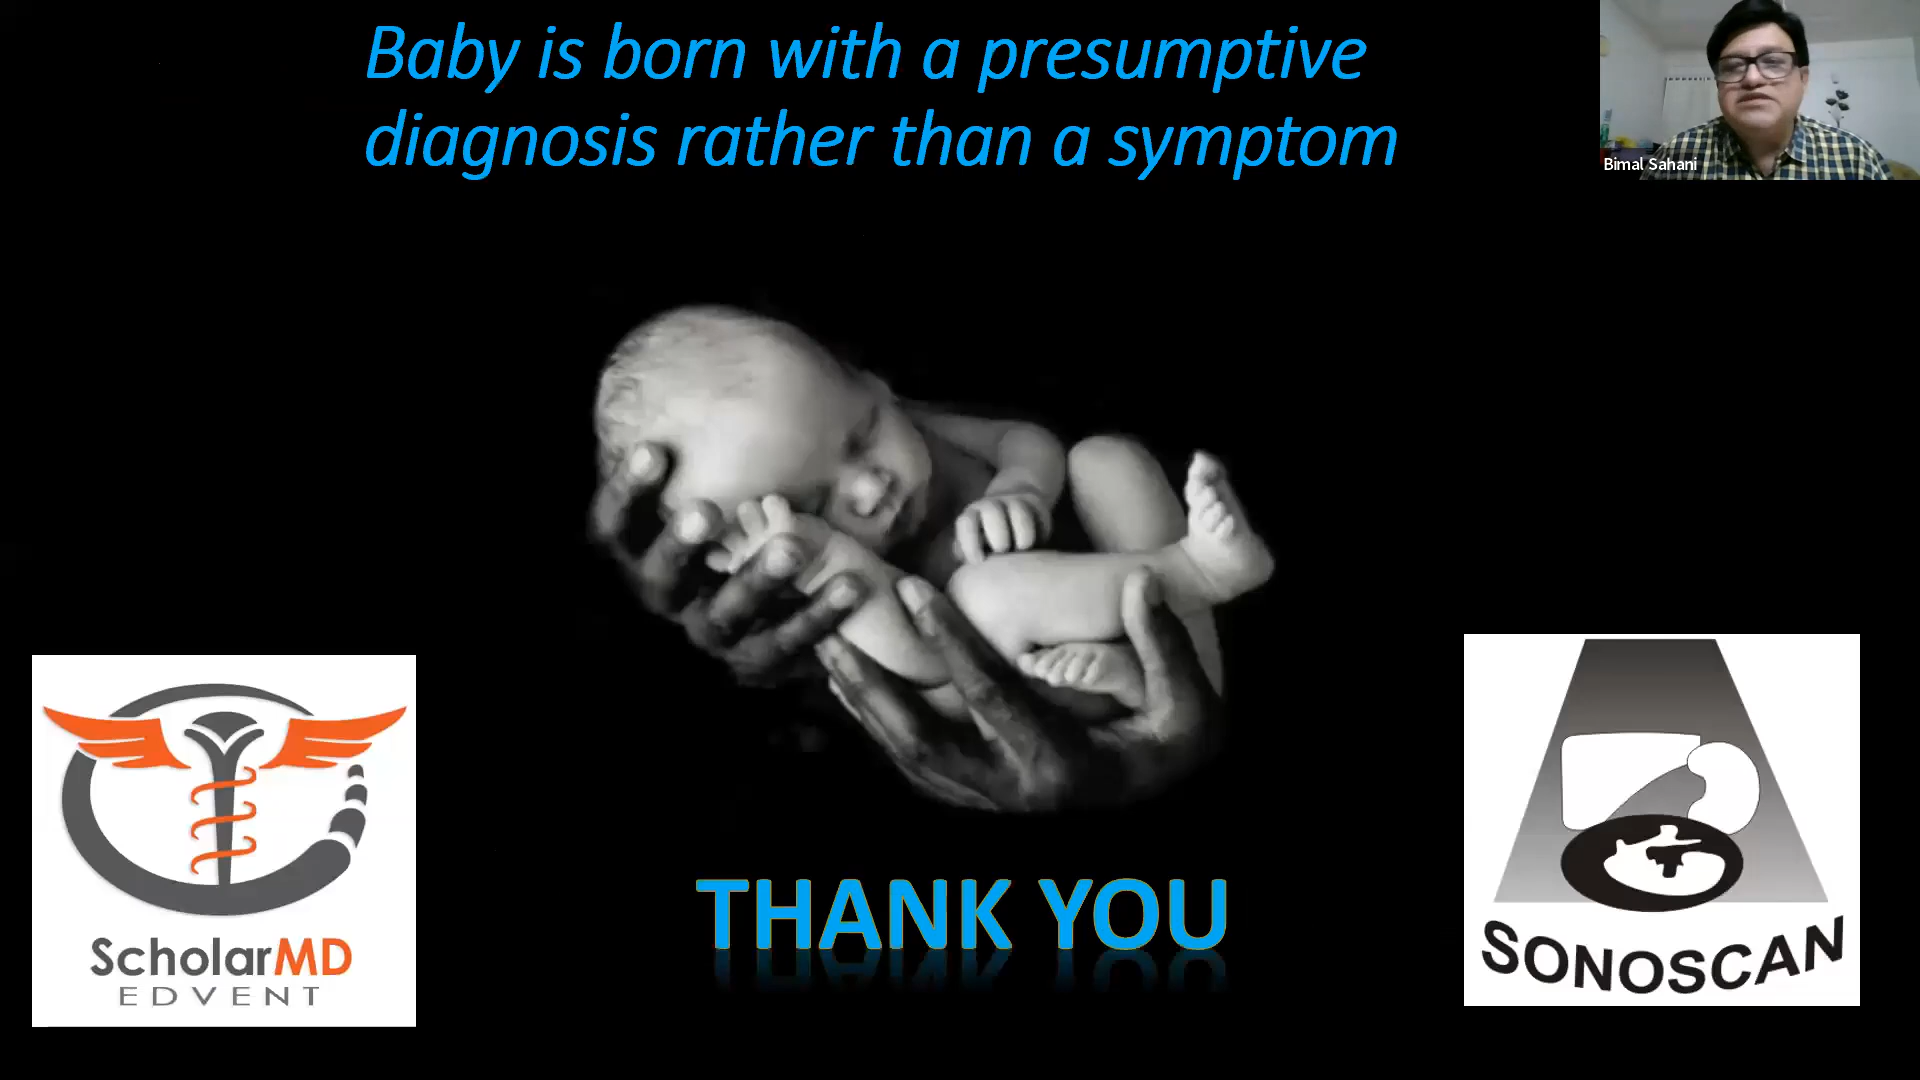 Baby is born with a presumptive
diagnosis rather than a symptom
Bimal Sahani
THANK YOU
ScholarMD
EDVENT
SONOSCAN